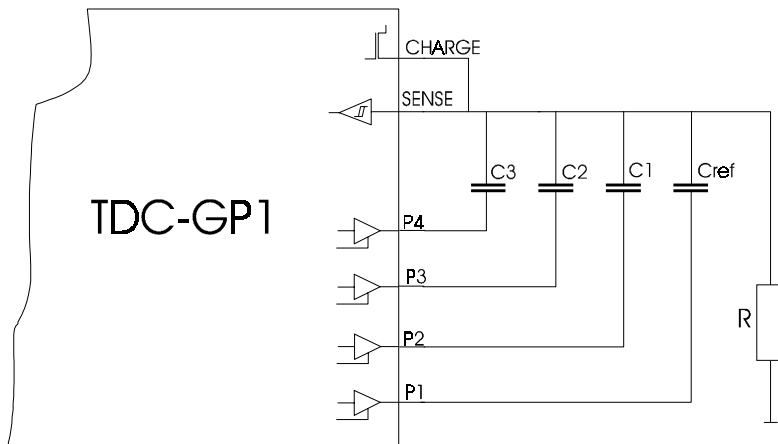 CHARGE
SENSE
C3 C2 C1 Cref
TDC-GP1
P4
P3
R
P2
P1